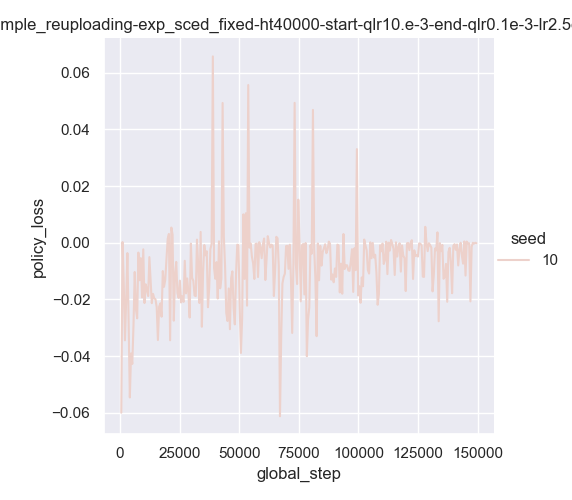 mple_reuploading-exp_sced_fixed-ht40000-start-qlr10.e-3-end-qlr0.1e-3-lr2.5
policy_loss
0.06
0.04
0.02
0.00
−0.02
−0.04
−0.06
0 25000 50000 75000 100000 125000 150000
global_step
seed
10